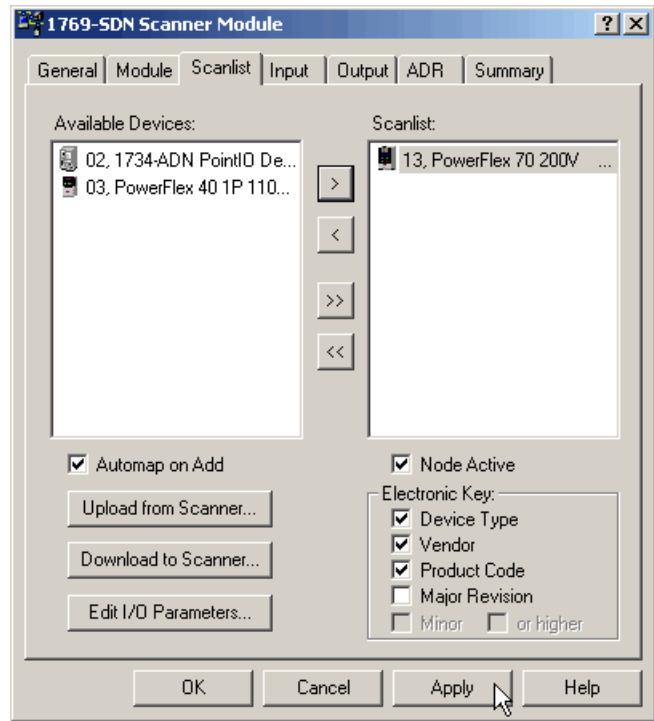 1769-SDN Scanner Module
General Module Scanlist Input Output ADR Summary
Available Devices:
Scanlist:
02, 1734-ADN PointIO De...
03, PowerFlex 40 1P 110...
13, PowerFlex 70 200V ...
>
<
>>
<<
Automap on Add
Upload from Scanner...
Download to Scanner...
Edit I/O Parameters...
Node Active
Electronic Key:
Device Type
Vendor
Product Code
Major Revision
Minor or higher
OK Cancel Apply Help